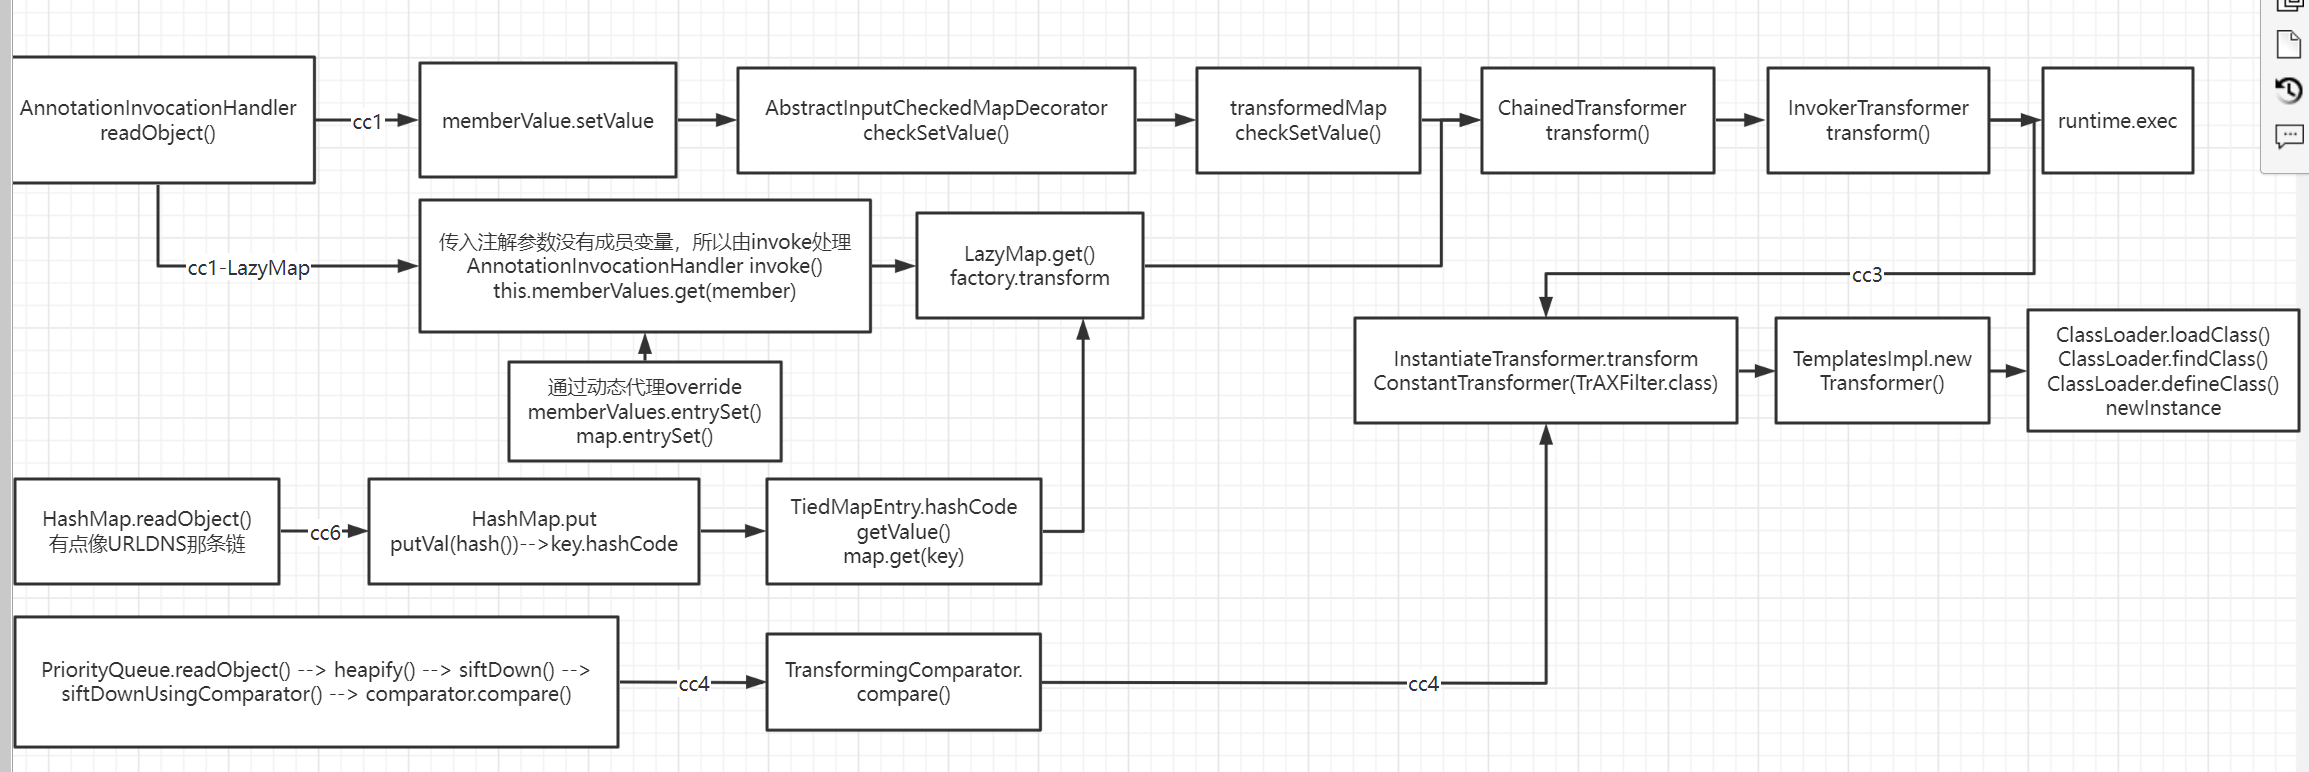 AnnotationInvocationHandler
readObject()
cc1
memberValue.setValue
AbstractInputCheckedMapDecorator
checkSetValue()
transformedMap
checkSetValue()
ChainedTransformer
transform()
InvokerTransformer
transform()
runtime.exec
cc1-LazyMap
传入注解参数没有成员变量，所以由invoke处理
AnnotationInvocationHandler invoke()
this.memberValues.get(member)
LazyMap.get()
factory.transform
cc3
通过动态代理override
memberValues.entrySet()
map.entrySet()
InstantiateTransformer.transform
ConstantTransformer(TrAXFilter.class)
TemplatesImpl.new
Transformer()
ClassLoader.loadClass()
ClassLoader.findClass()
ClassLoader.defineClass()
newInstance
HashMap.readObject()
有点像URLDNS那条链
cc6
HashMap.put
putVal(hash())-->key.hashCode
TiedMapEntry.hashCode
getValue()
map.get(key)
PriorityQueue.readObject() --> heapify() --> siftDown() -->
siftDownUsingComparator() --> comparator.compare()
cc4
TransformingComparator.
compare()
cc4